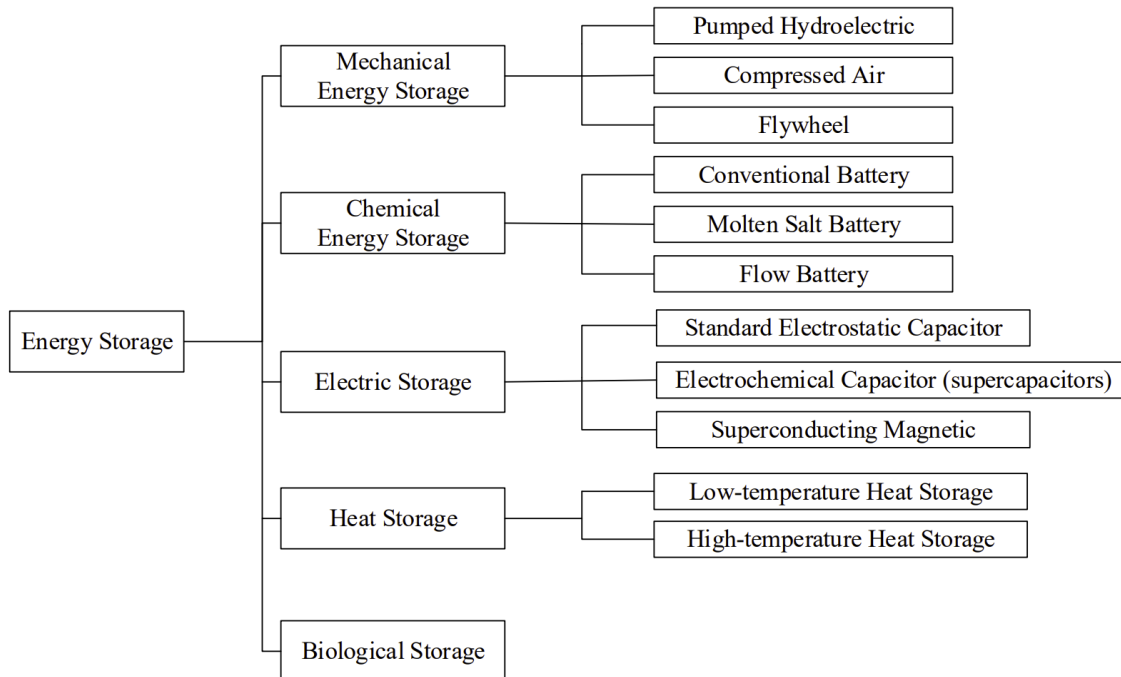 Energy Storage
Mechanical
Energy Storage
Pumped Hydroelectric
Compressed Air
Flywheel
Chemical
Energy Storage
Conventional Battery
Molten Salt Battery
Flow Battery
Electric Storage
Standard Electrostatic Capacitor
Electrochemical Capacitor (supercapacitors)
Superconducting Magnetic
Heat Storage
Low-temperature Heat Storage
High-temperature Heat Storage
Biological Storage